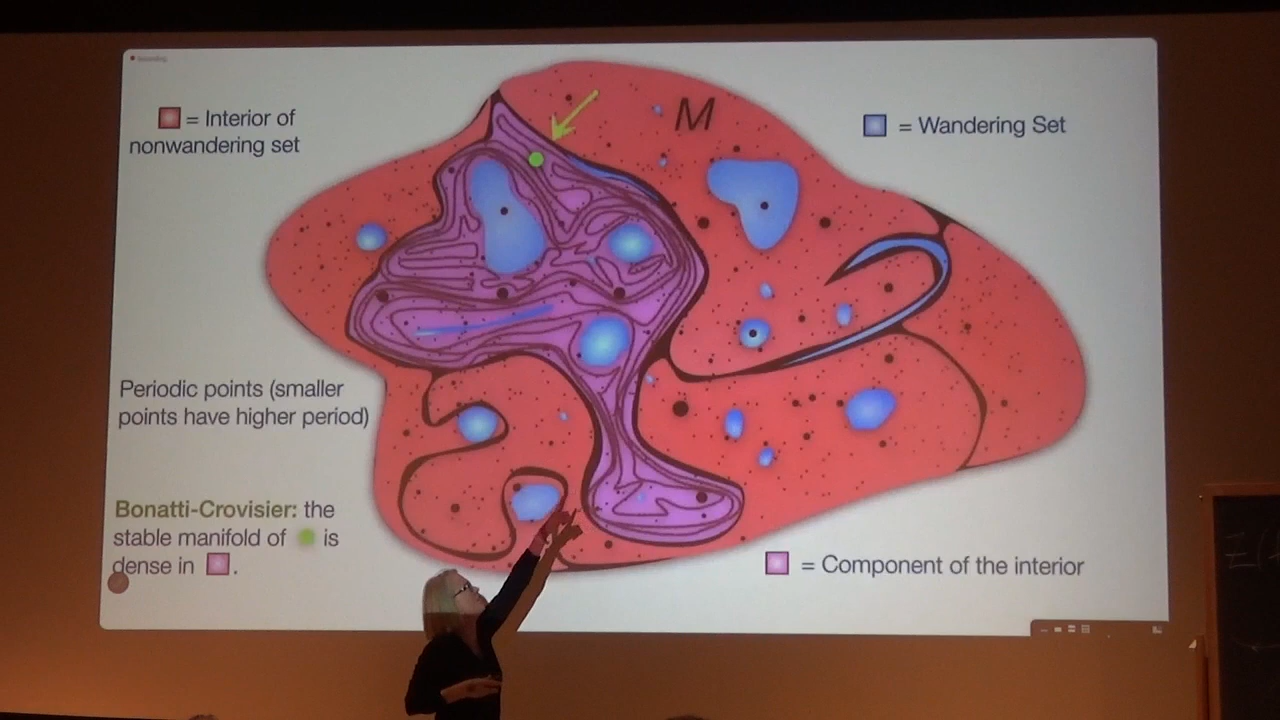 = Interior of
nonwandering set
M
= Wandering Set
Periodic points (smaller
points have higher period)
Bonatti-Crovisier: the
stable manifold of is
dense in .
= Component of the interior